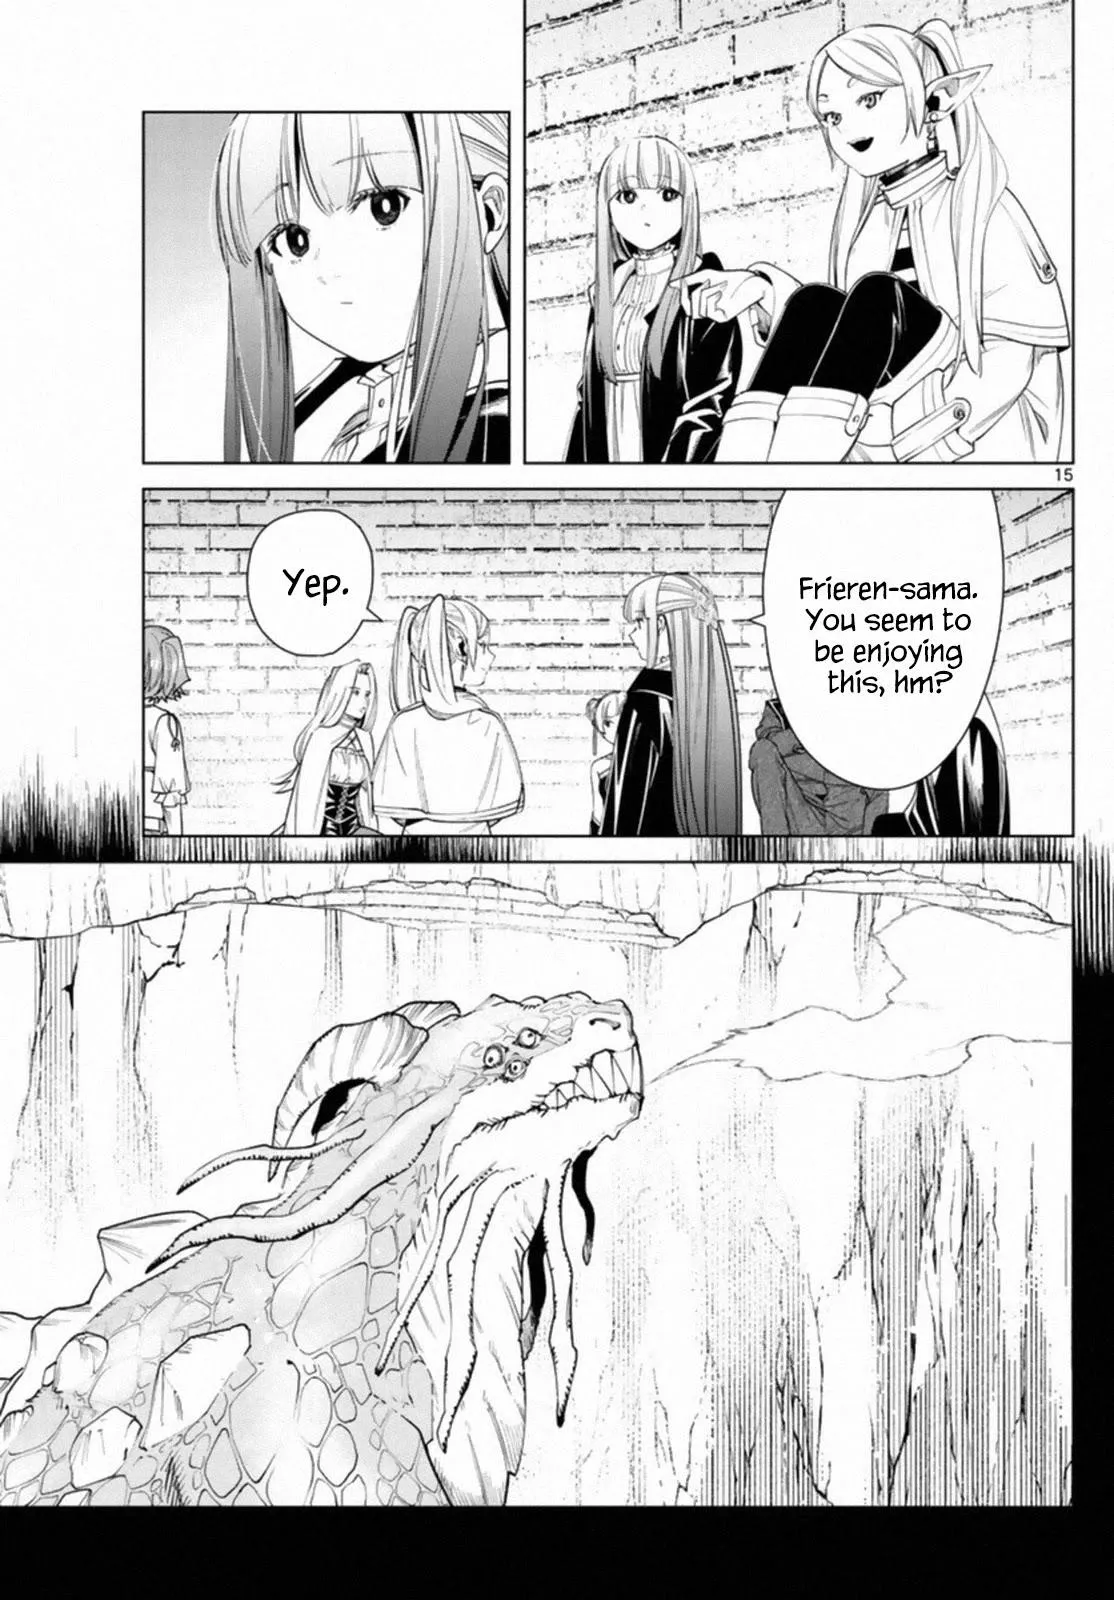 15
Frieren-sama.
You seem to
be enjoying
this, hm?
Yep.